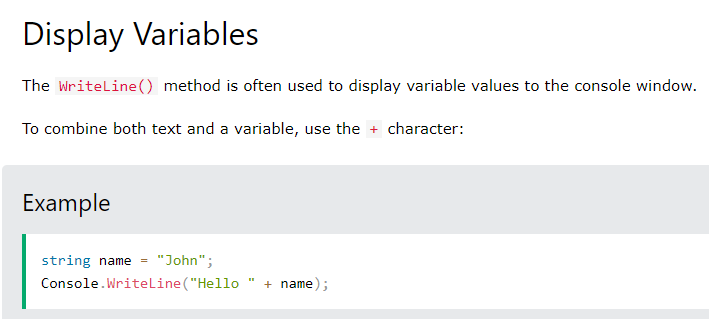 Display Variables
The WriteLine() method is often used to display variable values to the console window.
To combine both text and a variable, use the + character:
Example
string name = "John";
Console.WriteLine("Hello " + name);